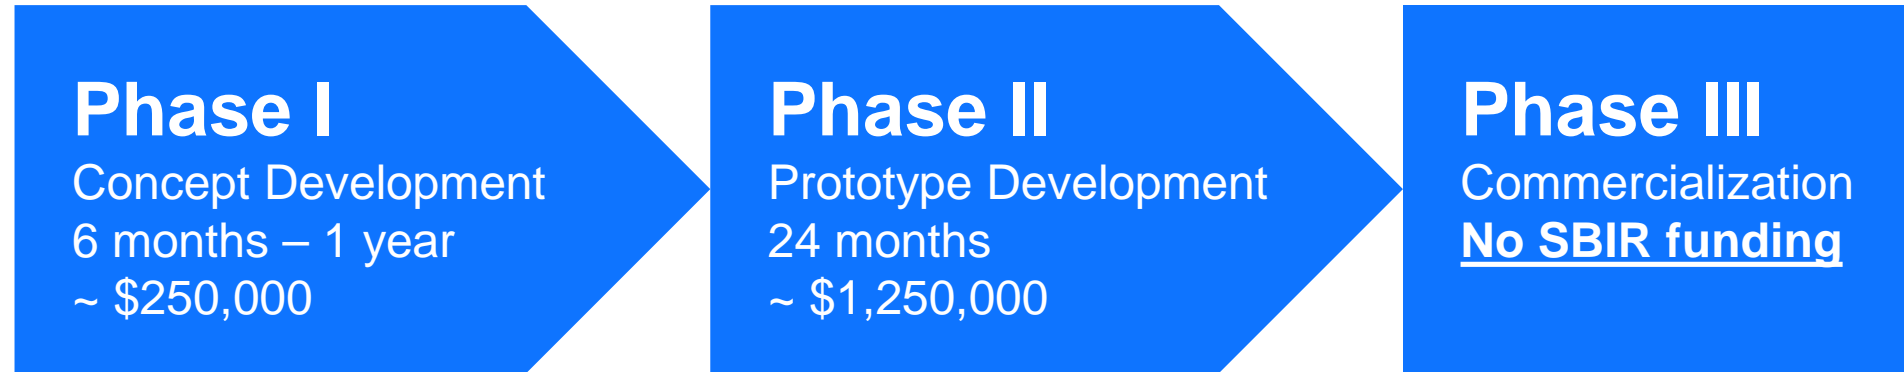 Phase I
Concept Development
6 months – 1 year
~ $250,000
Phase II
Prototype Development
24 months
~ $1,250,000
Phase III
Commercialization
No SBIR funding